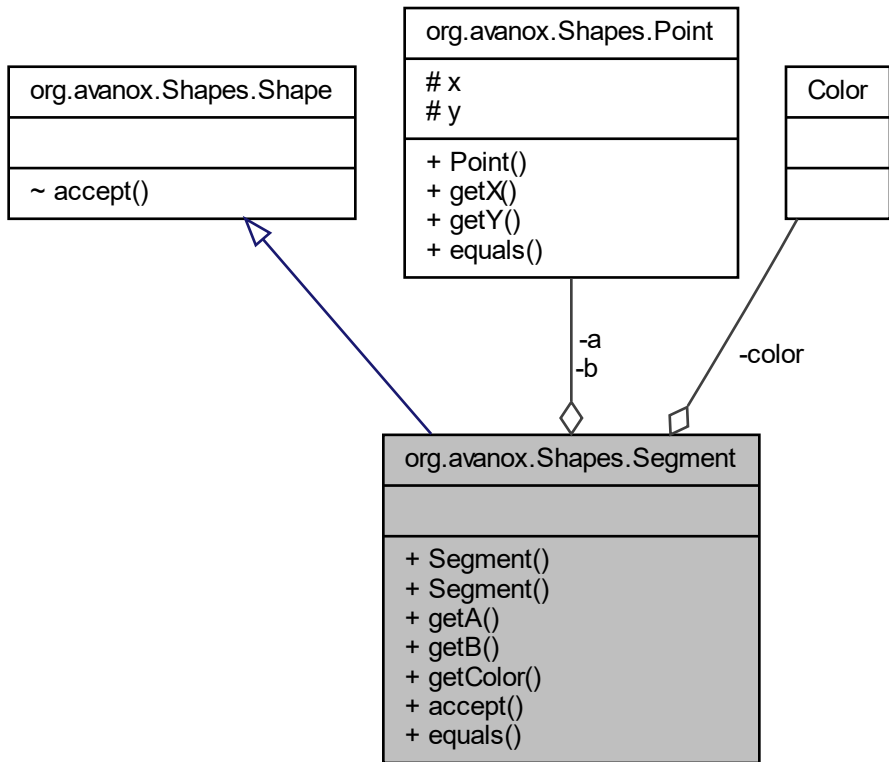 org.avanox.Shapes.Shape
~ accept()
org.avanox.Shapes.Point
# x
# y
+ Point()
+ getX()
+ getY()
+ equals()
Color
-a
-b
-color
org.avanox.Shapes.Segment
+ Segment()
+ Segment()
+ getA()
+ getB()
+ getColor()
+ accept()
+ equals()